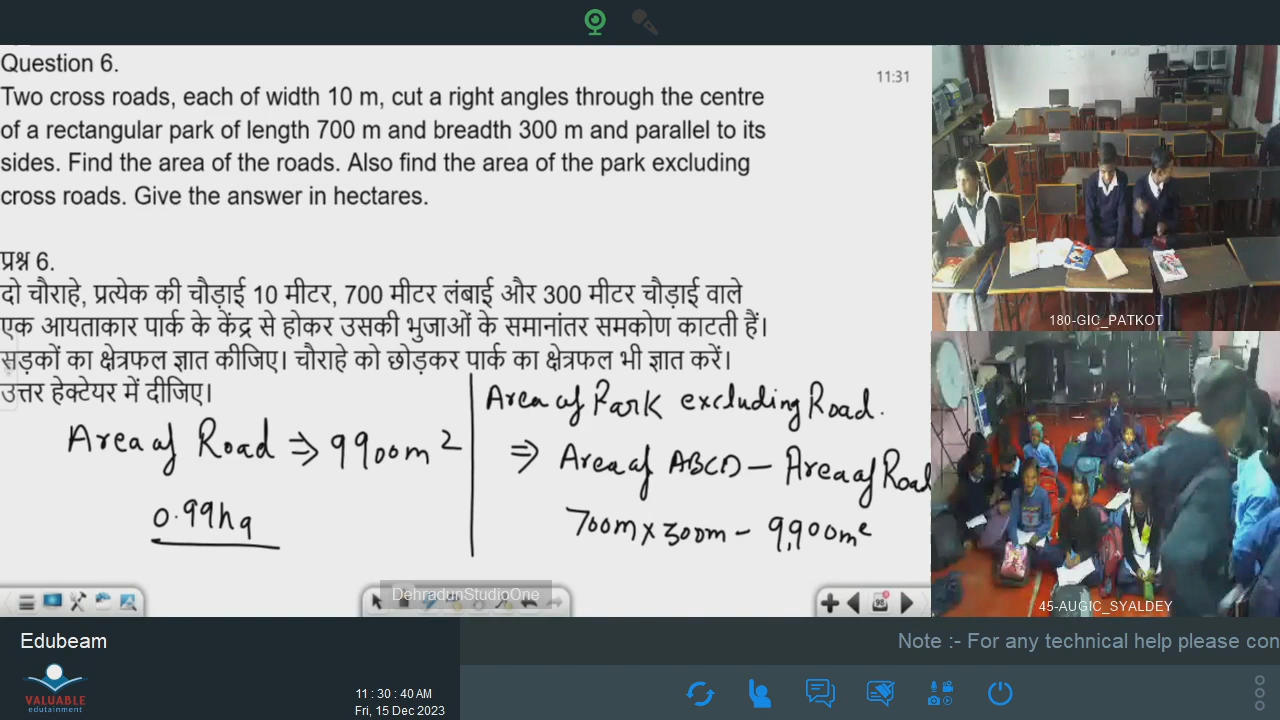 Question 6.
11:31
Two cross roads, each of width 10 m, cut a right angles through the centre
of a rectangular park of length 700 m and breadth 300 m and parallel to its
sides. Find the area of the roads. Also find the area of the park excluding
cross roads. Give the answer in hectares.
प्रश्न 6.
दो चौराहे, प्रत्येक की चौड़ाई 10 मीटर, 700 मीटर लंबाई और 300 मीटर चौड़ाई वाले
एक आयताकार पार्क के केंद्र से होकर उसकी भुजाओं के समानांतर समकोण काटती हैं।
सड़कों का क्षेत्रफल ज्ञात कीजिए। चौराहे को छोड़कर पार्क का क्षेत्रफल भी ज्ञात करें।
उत्तर हेक्टेयर में दीजिए।
Area of Road ⇒ 9900m²
0.99ha
Area of Park excluding Road.
⇒ Area of ABCD – Area of Road
700m x 300m – 9,900m²
DehradunStudioOne
98
180-GIC_PATKOT
45-AUGIC_SYALDEY
Edubeam
VALUABLE
edutainment
11 : 30 : 40 AM
Fri, 15 Dec 2023
Note :- For any technical help please con